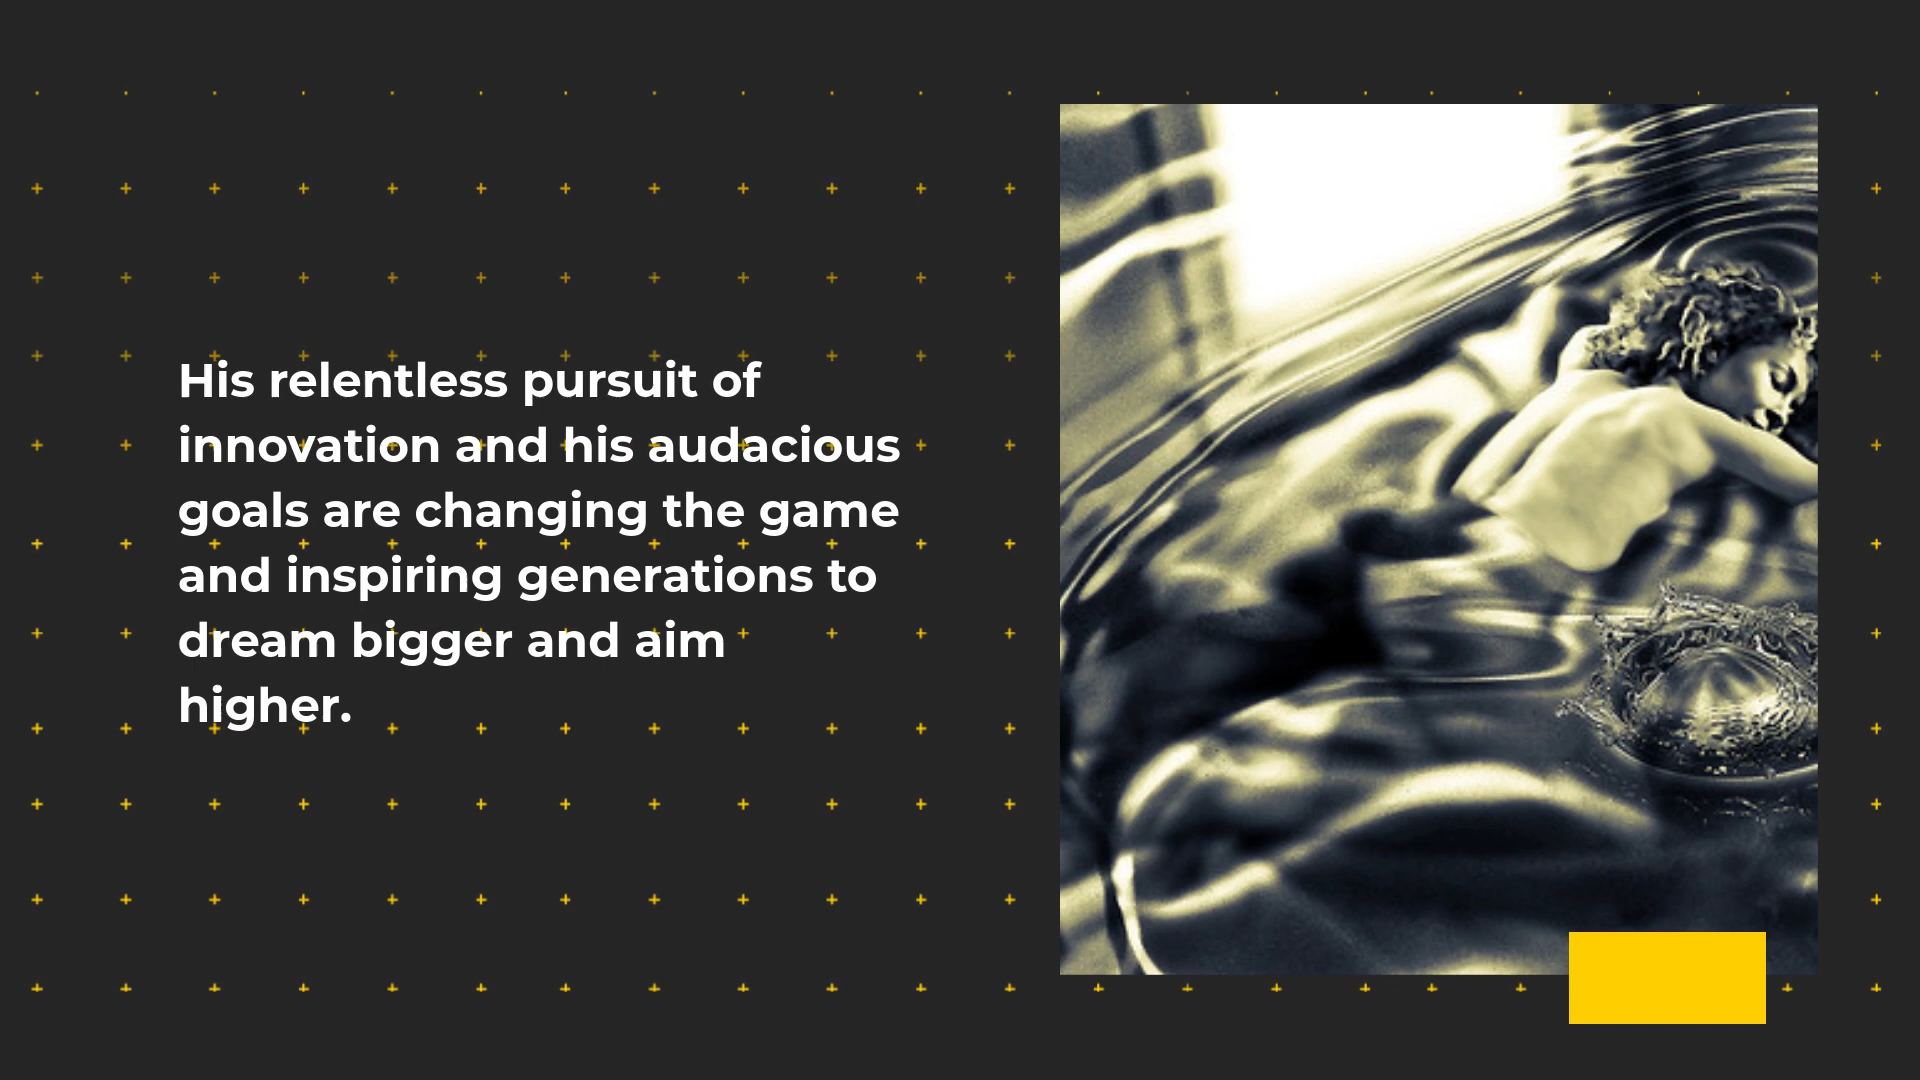 His relentless pursuit of
innovation and his audacious
goals are changing the game
and inspiring generations to
dream bigger and aim
higher.